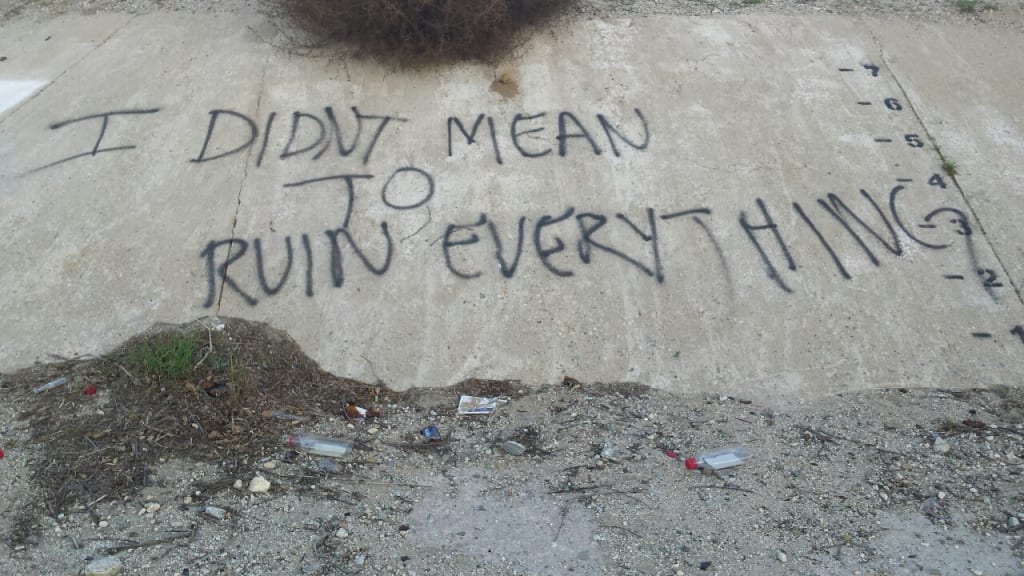 I DIDNT MEAN
TO
RUIN EVERYTHING
- 7
- 6
- 5
- 4
- 3
- 2
- 1